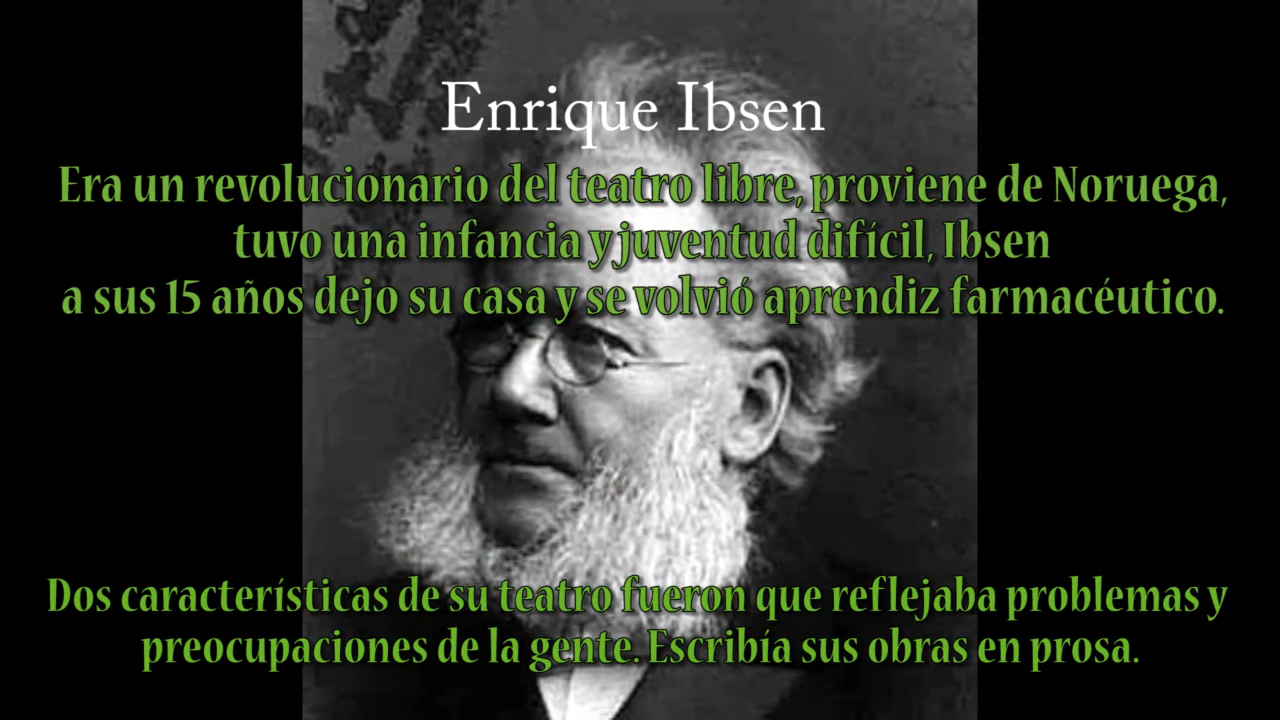 Enrique Ibsen
Era un revolucionario del teatro libre, proviene de Noruega,
tuvo una infancia y juventud difícil, Ibsen
a sus 15 años dejo su casa y se volvió aprendiz farmacéutico.
Dos características de su teatro fueron que reflejaba problemas y
preocupaciones de la gente. Escribía sus obras en prosa.